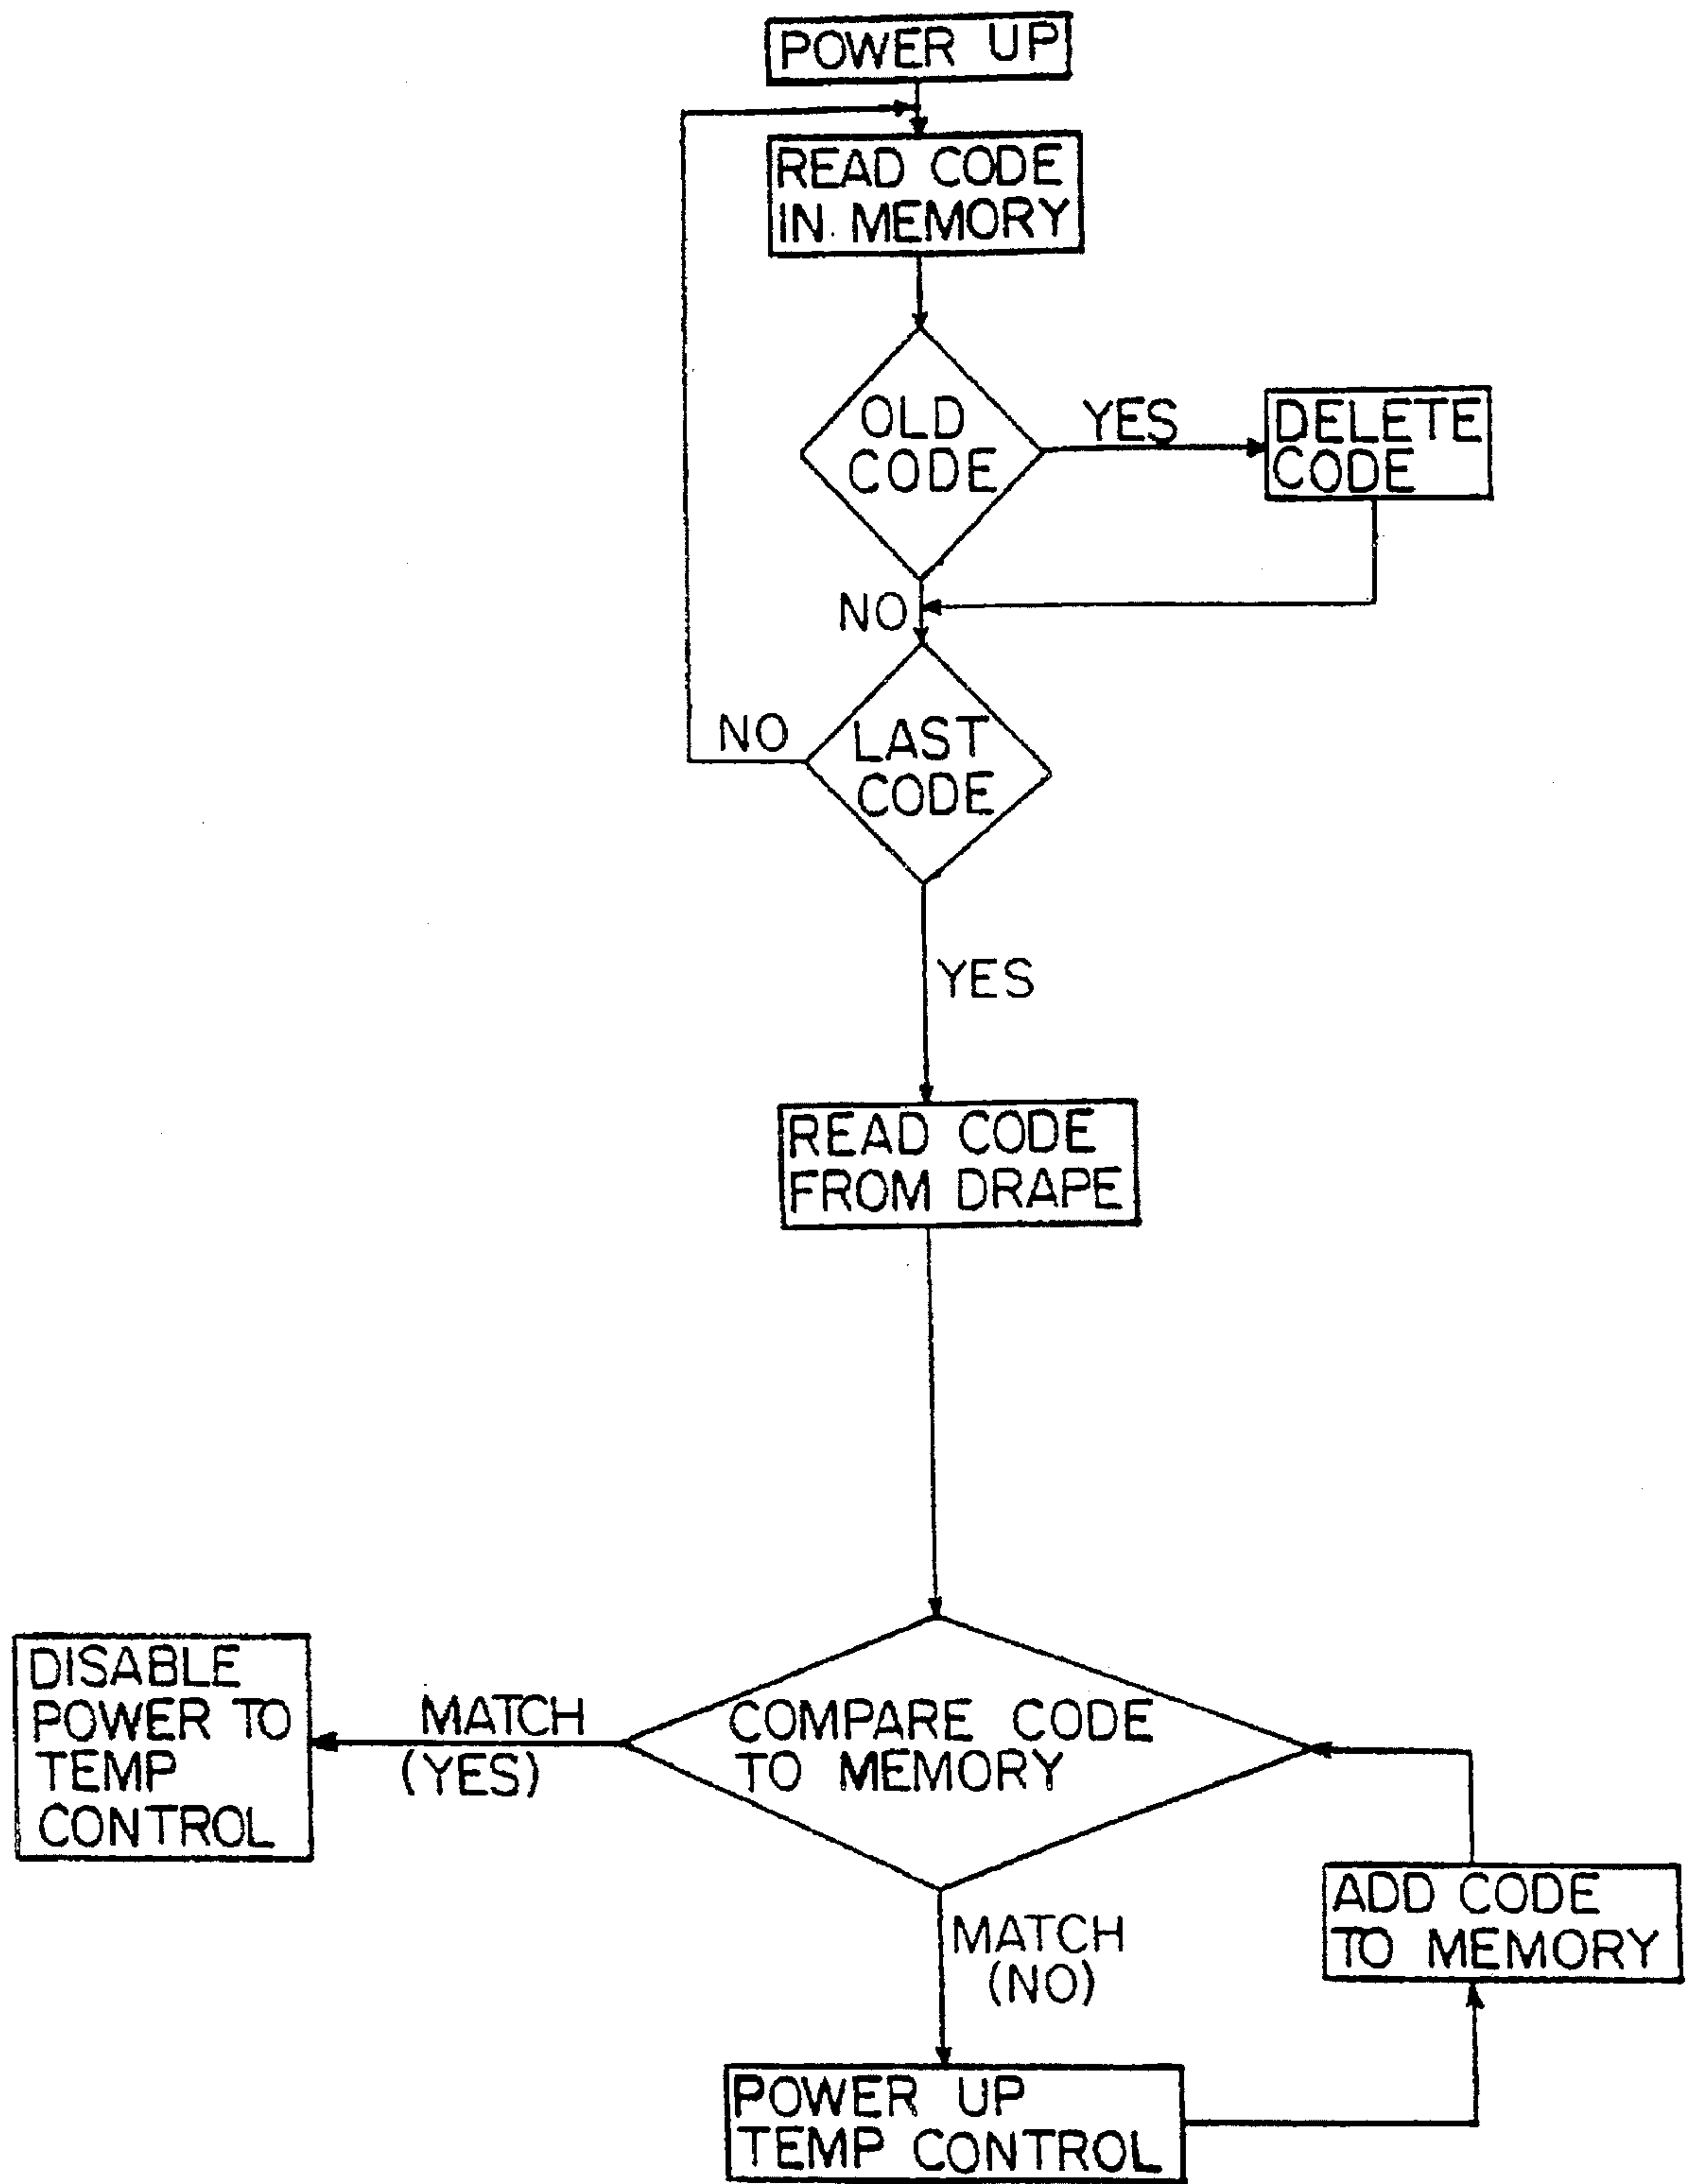 POWER UP
READ CODE
IN MEMORY
OLD
CODE
YES
DELETE
CODE
NO
LAST
CODE
NO
YES
READ CODE
FROM DRAPE
COMPARE CODE
TO MEMORY
MATCH
(YES)
DISABLE
POWER TO
TEMP
CONTROL
MATCH
(NO)
ADD CODE
TO MEMORY
POWER UP
TEMP CONTROL